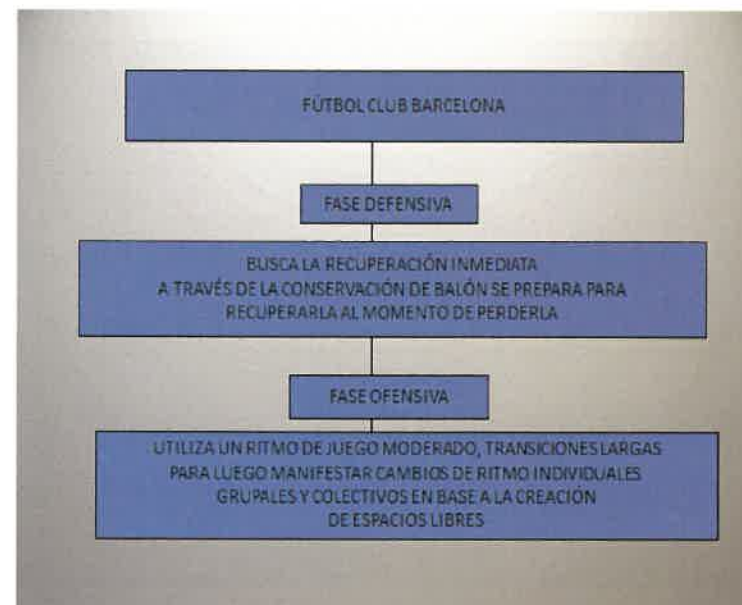 FÚTBOL CLUB BARCELONA
FASE DEFENSIVA
BUSCA LA RECUPERACIÓN INMEDIATA
A TRAVÉS DE LA CONSERVACIÓN DE BALÓN SE PREPARA PARA
RECUPERARLA AL MOMENTO DE PERDERLA
FASE OFENSIVA
UTILIZA UN RITMO DE JUEGO MODERADO, TRANSICIONES LARGAS
PARA LUEGO MANIFESTAR CAMBIOS DE RITMO INDIVIDUALES
GRUPALES Y COLECTIVOS EN BASE A LA CREACIÓN
DE ESPACIOS LIBRES